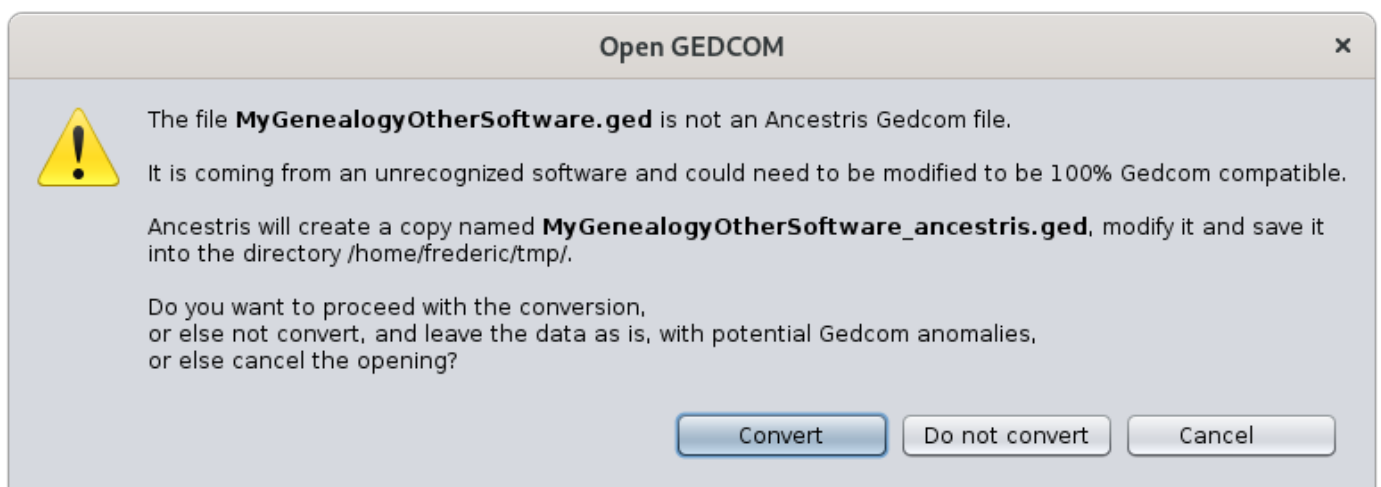 Open GEDCOM
The file MyGenealogyOtherSoftware.ged is not an Ancestris Gedcom file.
It is coming from an unrecognized software and could need to be modified to be 100% Gedcom compatible.
Ancestris will create a copy named MyGenealogyOtherSoftware_ancestris.ged, modify it and save it
into the directory /home/frederic/tmp/.
Do you want to proceed with the conversion,
or else not convert, and leave the data as is, with potential Gedcom anomalies,
or else cancel the opening?
Convert Do not convert Cancel